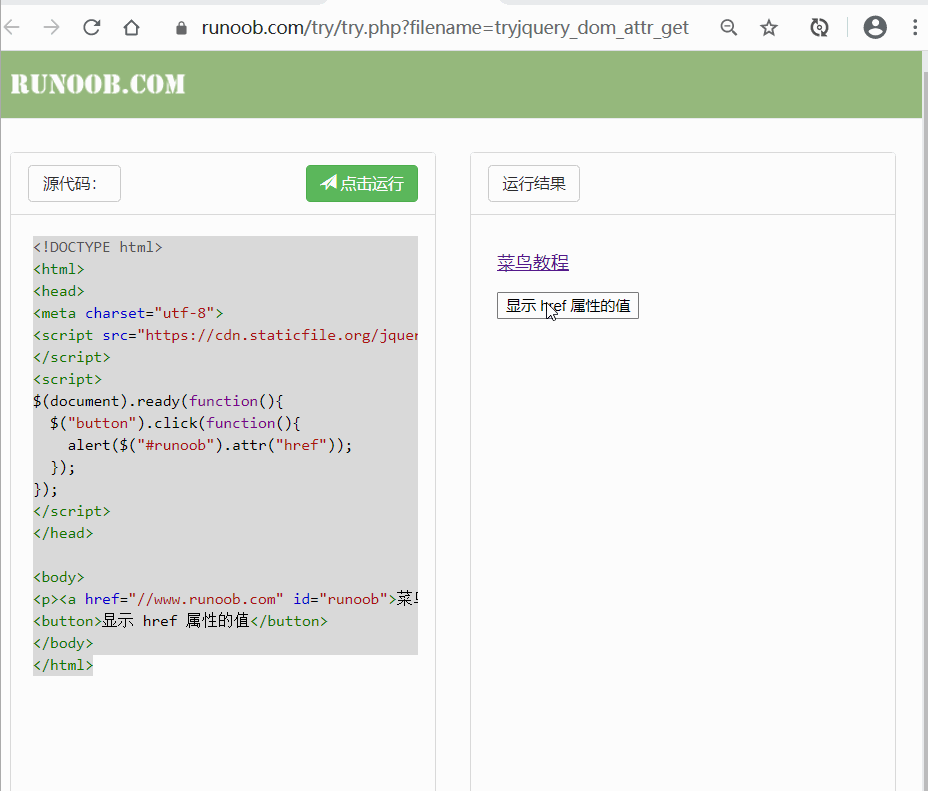 runoob.com/try/try.php?filename=tryjquery_dom_attr_get
RUNOOB.COM
源代码：
点击运行
运行结果
<!DOCTYPE html>
<html>
<head>
<meta charset="utf-8">
<script src="https://cdn.staticfile.org/jquer
</script>
<script>
$(document).ready(function(){
  $("button").click(function(){
    alert($("#runoob").attr("href"));
  });
});
</script>
</head>

<body>
<p><a href="//www.runoob.com" id="runoob">菜
<button>显示 href 属性的值</button>
</body>
</html>
菜鸟教程
显示 href 属性的值